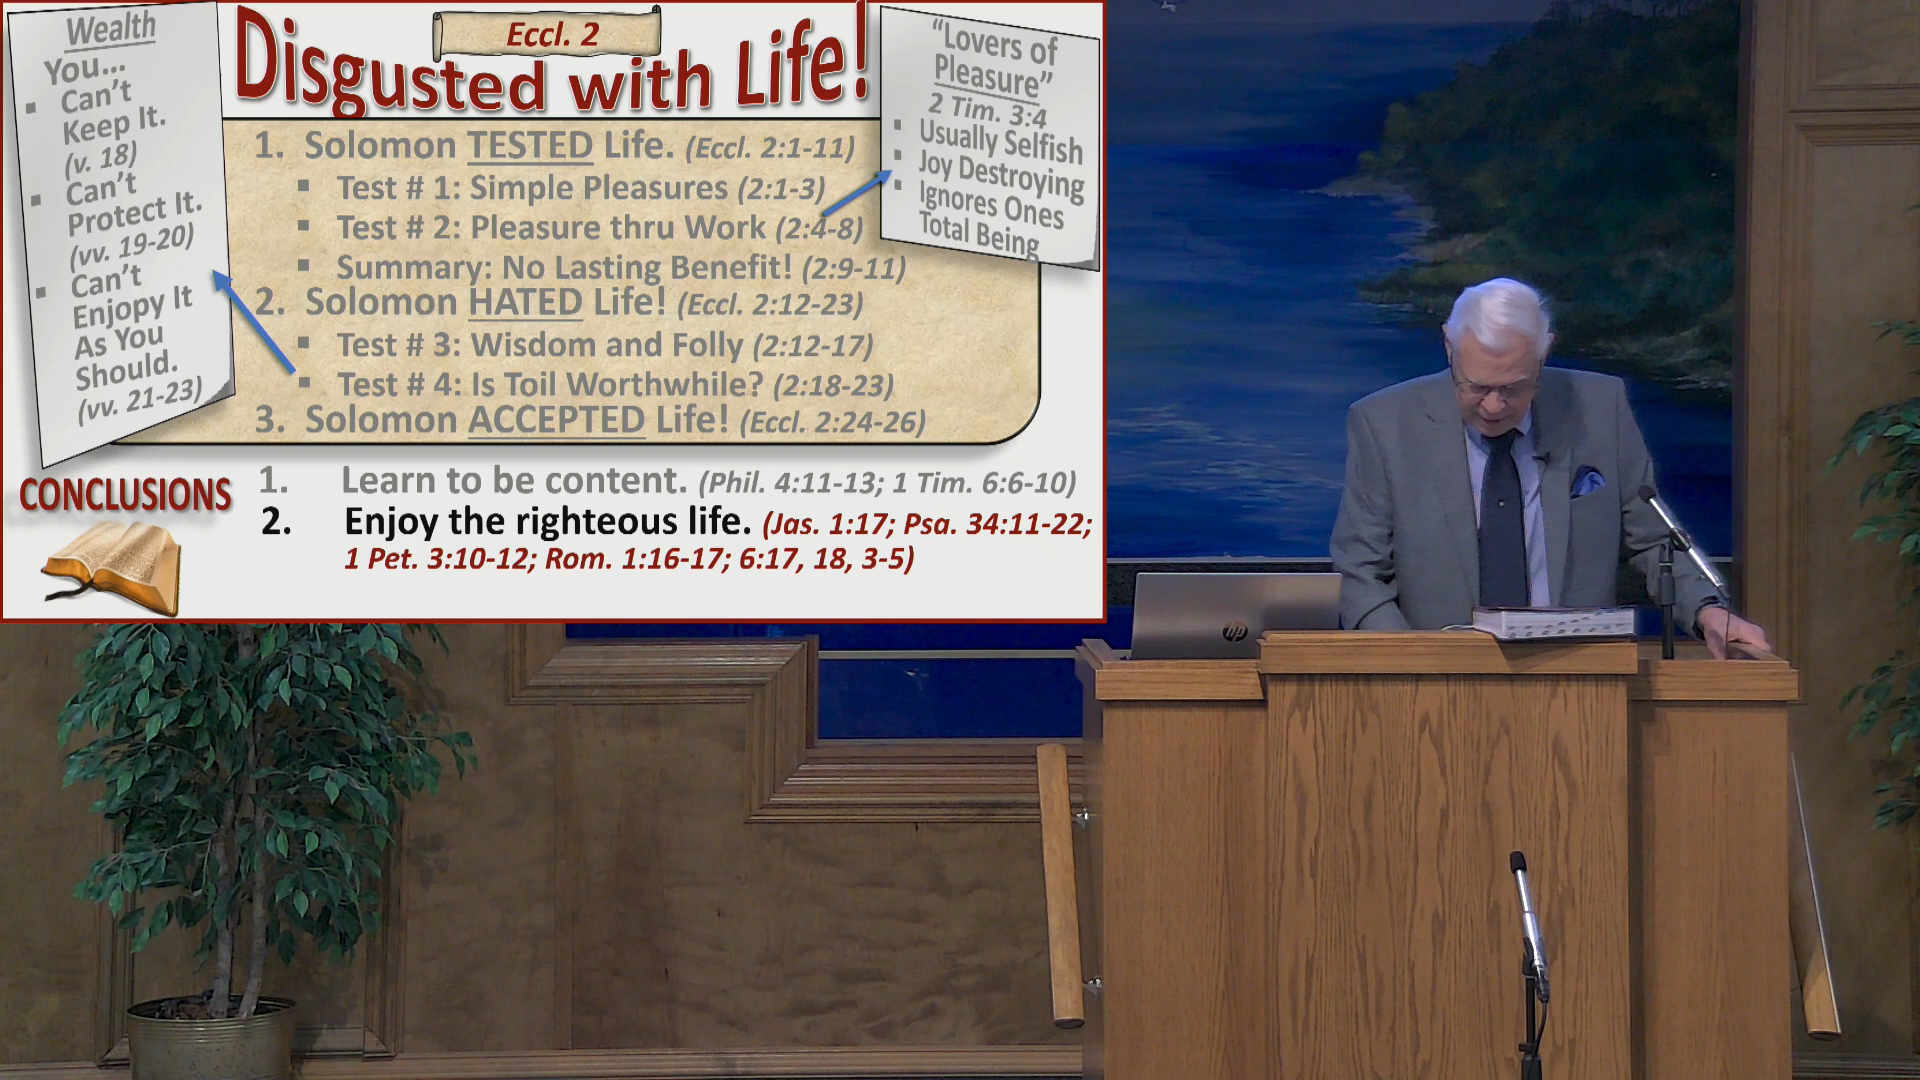 Wealth
You...
▪ Can't
Keep It.
(v. 18)
▪ Can't
Protect It.
(vv. 19-20)
▪ Can't
Enjopy It
As You
Should.
(vv. 21-23)
Eccl. 2
Disgusted with Life!
"Lovers of
Pleasure"
2 Tim. 3:4
▪ Usually Selfish
▪ Joy Destroying
▪ Ignores Ones
Total Being
1. Solomon TESTED Life. (Eccl. 2:1-11)
▪ Test # 1: Simple Pleasures (2:1-3)
▪ Test # 2: Pleasure thru Work (2:4-8)
▪ Summary: No Lasting Benefit! (2:9-11)
2. Solomon HATED Life! (Eccl. 2:12-23)
▪ Test # 3: Wisdom and Folly (2:12-17)
▪ Test # 4: Is Toil Worthwhile? (2:18-23)
3. Solomon ACCEPTED Life! (Eccl. 2:24-26)
CONCLUSIONS
1. Learn to be content. (Phil. 4:11-13; 1 Tim. 6:6-10)
2. Enjoy the righteous life. (Jas. 1:17; Psa. 34:11-22;
1 Pet. 3:10-12; Rom. 1:16-17; 6:17, 18, 3-5)
hp